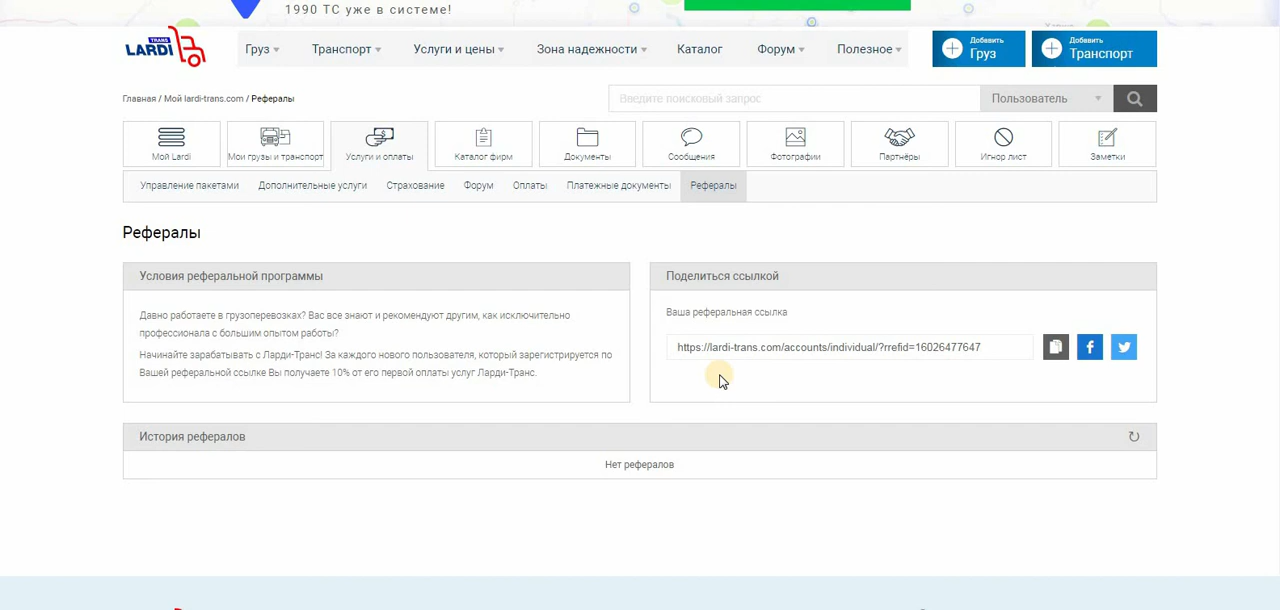 1990 ТС уже в системе!
LARDI TRANS
Груз
Транспорт
Услуги и цены
Зона надежности
Каталог
Форум
Полезное
Добавить
Груз
Добавить
Транспорт
Главная / Мой lardi-trans.com / Рефералы
Введите поисковый запрос
Пользователь
Мой Lardi
Мои грузы и транспорт
Услуги и оплаты
Каталог фирм
Документы
Сообщения
Фотографии
Партнёры
Игнор лист
Заметки
Управление пакетами
Дополнительные услуги
Страхование
Форум
Оплаты
Платежные документы
Рефералы
Рефералы
Условия реферальной программы
Давно работаете в грузоперевозках? Вас все знают и рекомендуют другим, как исключительно
профессионала с большим опытом работы?
Начинайте зарабатывать с Ларди-Транс! За каждого нового пользователя, который зарегистрируется по
Вашей реферальной ссылке Вы получаете 10% от его первой оплаты услуг Ларди-Транс.
Поделиться ссылкой
Ваша реферальная ссылка
https://lardi-trans.com/accounts/individual/?rrefid=16026477647
История рефералов
Нет рефералов